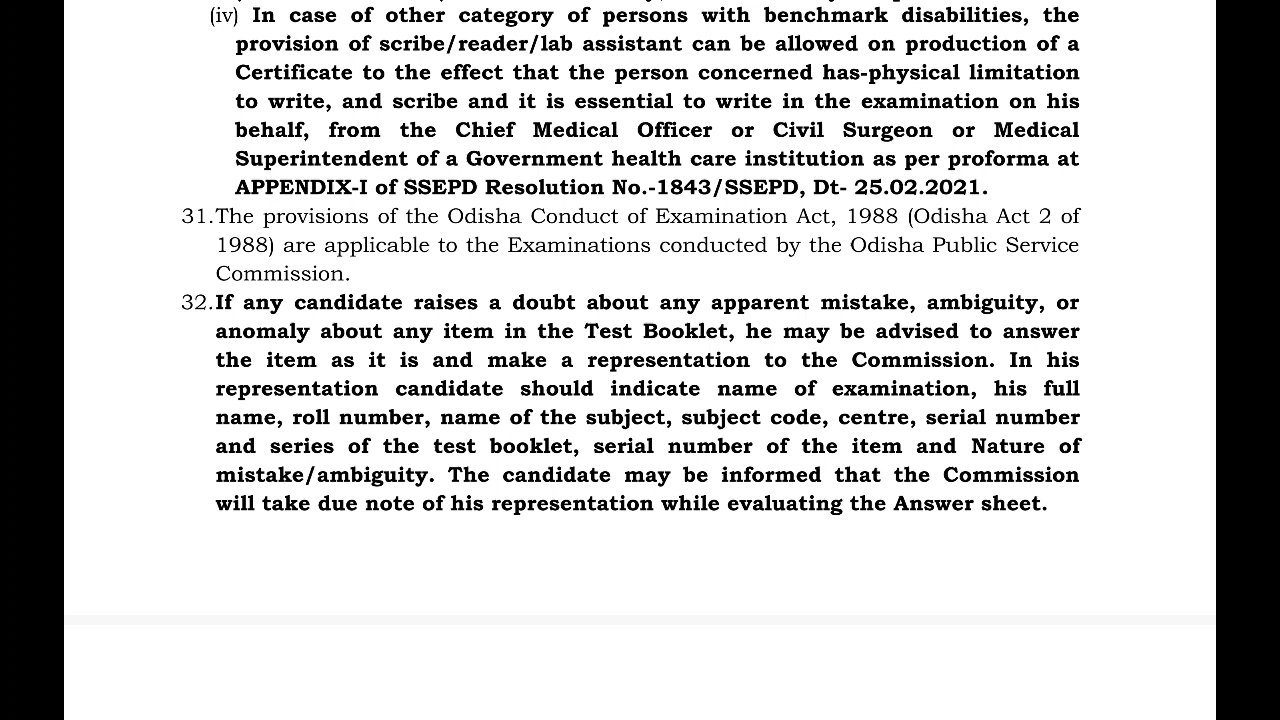 (iv) In case of other category of persons with benchmark disabilities, the
provision of scribe/reader/lab assistant can be allowed on production of a
Certificate to the effect that the person concerned has-physical limitation
to write, and scribe and it is essential to write in the examination on his
behalf, from the Chief Medical Officer or Civil Surgeon or Medical
Superintendent of a Government health care institution as per proforma at
APPENDIX-I of SSEPD Resolution No.-1843/SSEPD, Dt- 25.02.2021.
31.The provisions of the Odisha Conduct of Examination Act, 1988 (Odisha Act 2 of
1988) are applicable to the Examinations conducted by the Odisha Public Service
Commission.
32.If any candidate raises a doubt about any apparent mistake, ambiguity, or
anomaly about any item in the Test Booklet, he may be advised to answer
the item as it is and make a representation to the Commission. In his
representation candidate should indicate name of examination, his full
name, roll number, name of the subject, subject code, centre, serial number
and series of the test booklet, serial number of the item and Nature of
mistake/ambiguity. The candidate may be informed that the Commission
will take due note of his representation while evaluating the Answer sheet.